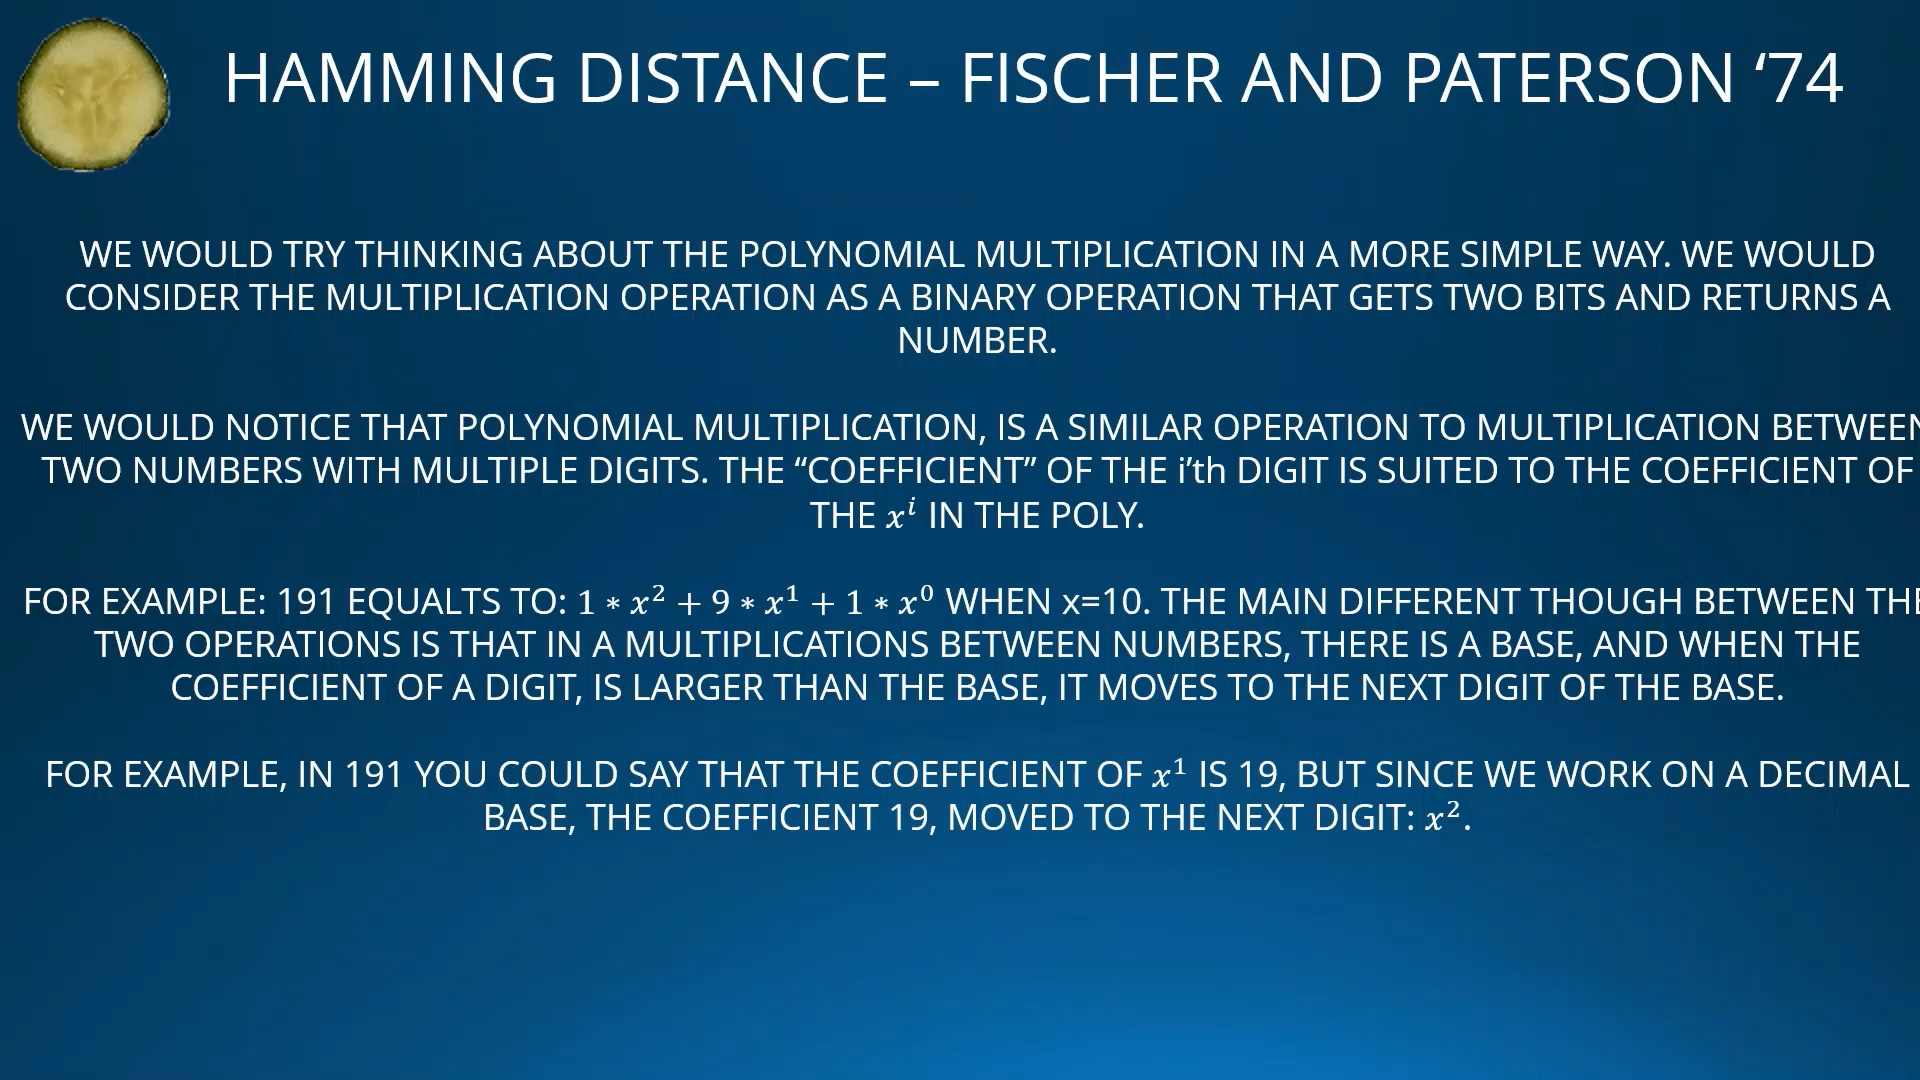 HAMMING DISTANCE – FISCHER AND PATERSON ‘74
WE WOULD TRY THINKING ABOUT THE POLYNOMIAL MULTIPLICATION IN A MORE SIMPLE WAY. WE WOULD
CONSIDER THE MULTIPLICATION OPERATION AS A BINARY OPERATION THAT GETS TWO BITS AND RETURNS A
NUMBER.
WE WOULD NOTICE THAT POLYNOMIAL MULTIPLICATION, IS A SIMILAR OPERATION TO MULTIPLICATION BETWEEN
TWO NUMBERS WITH MULTIPLE DIGITS. THE “COEFFICIENT” OF THE i’th DIGIT IS SUITED TO THE COEFFICIENT OF
THE $x^i$ IN THE POLY.
FOR EXAMPLE: 191 EQUALTS TO: $1 * x^2 + 9 * x^1 + 1 * x^0$ WHEN x=10. THE MAIN DIFFERENT THOUGH BETWEEN THE
TWO OPERATIONS IS THAT IN A MULTIPLICATIONS BETWEEN NUMBERS, THERE IS A BASE, AND WHEN THE
COEFFICIENT OF A DIGIT, IS LARGER THAN THE BASE, IT MOVES TO THE NEXT DIGIT OF THE BASE.
FOR EXAMPLE, IN 191 YOU COULD SAY THAT THE COEFFICIENT OF $x^1$ IS 19, BUT SINCE WE WORK ON A DECIMAL
BASE, THE COEFFICIENT 19, MOVED TO THE NEXT DIGIT: $x^2$.